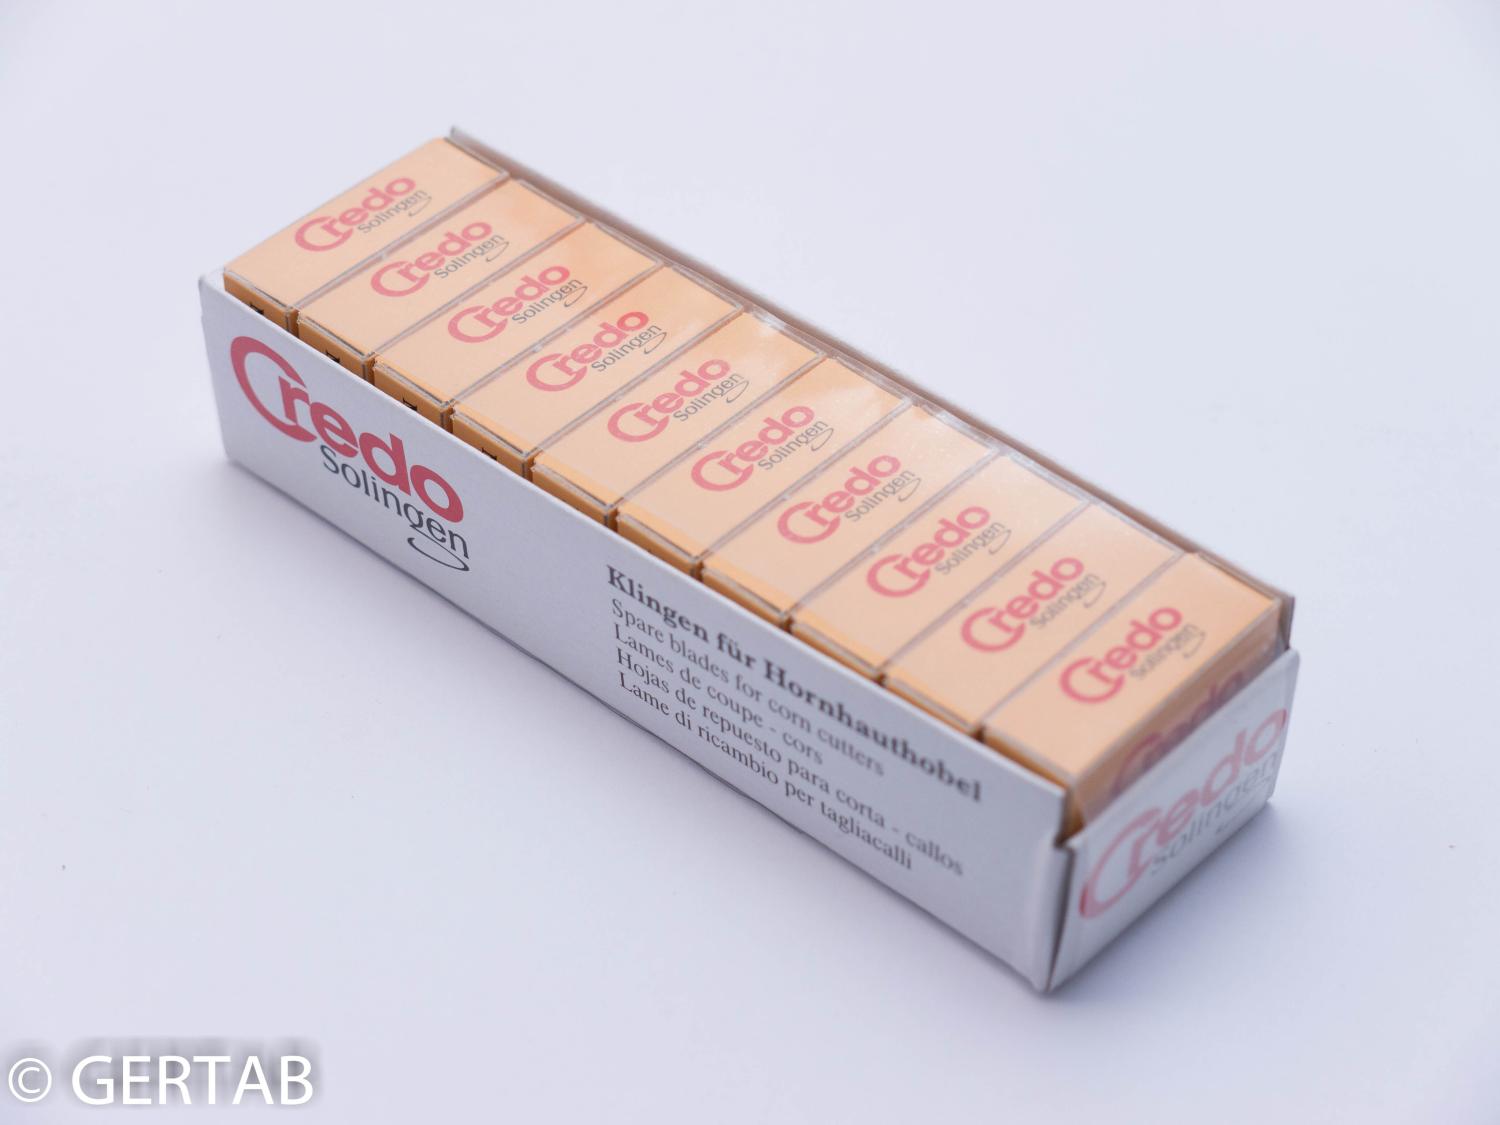 Credo
Solingen
Credo
Solingen
Credo
Solingen
Credo
Solingen
Credo
Solingen
Credo
Solingen
Credo
Solingen
Credo
Solingen
Credo
Solingen
Credo
Solingen
Credo
Solingen
Klingen für Hornhauthobel
Spare blades for corn cutters
Lames de coupe - cors
Hojas de repuesto para corta - callos
Lame di ricambio per tagliacalli
Credo
Credo
Solingen
© GERTAB